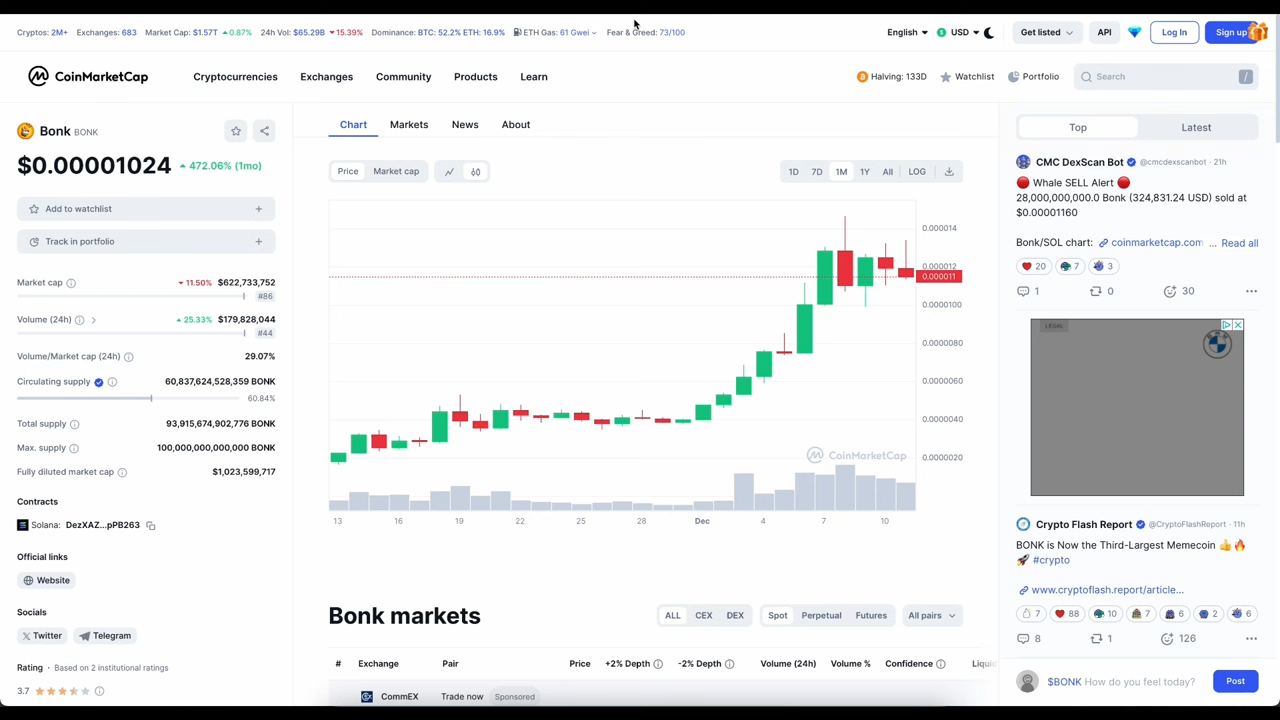 Cryptos: 2M+ Exchanges: 683 Market Cap: $1.57T 0.87% 24h Vol: $65.29B 15.39% Dominance: BTC: 52.2% ETH: 16.9% ETH Gas: 61 Gwei Fear & Greed: 73/100 English USD Get listed API Log In Sign up
CoinMarketCap Cryptocurrencies Exchanges Community Products Learn Halving: 133D Watchlist Portfolio Search /
Bonk BONK
$0.00001024 472.06% (1mo)
Add to watchlist +
Track in portfolio +
Market cap 11.50% $622,733,752
#86
Volume (24h) 25.33% $179,828,044
#44
Volume/Market cap (24h) 29.07%
Circulating supply 60,837,624,528,359 BONK
60.84%
Total supply 93,915,674,902,776 BONK
Max. supply 100,000,000,000,000 BONK
Fully diluted market cap $1,023,599,717
Contracts
Solana: DezXAZ...pPB263
Official links
Website
Socials
Twitter Telegram
Rating · Based on 2 institutional ratings
3.7
Chart Markets News About
Price Market cap 1D 7D 1M 1Y All LOG
0.000014
0.000012
0.000011
0.0000100
0.0000080
0.0000060
0.0000040
0.0000020
CoinMarketCap
13 16 19 22 25 28 Dec 4 7 10
Bonk markets ALL CEX DEX Spot Perpetual Futures All pairs
# Exchange Pair Price +2% Depth -2% Depth Volume (24h) Volume % Confidence Liquid
CommEX Trade now Sponsored
Top Latest
CMC DexScan Bot @cmcdexscanbot · 21h
🔴 Whale SELL Alert 🔴
28,000,000,000.0 Bonk (324,831.24 USD) sold at
$0.00001160
Bonk/SOL chart: coinmarketcap.com ... Read all
20 7 3
1 0 30
LEGAL
Crypto Flash Report @CryptoFlashReport · 11h
BONK is Now the Third-Largest Memecoin 👍🔥
🚀 #crypto
www.cryptoflash.report/article...
7 88 10 7 6 2 6
8 1 126
$BONK How do you feel today? Post